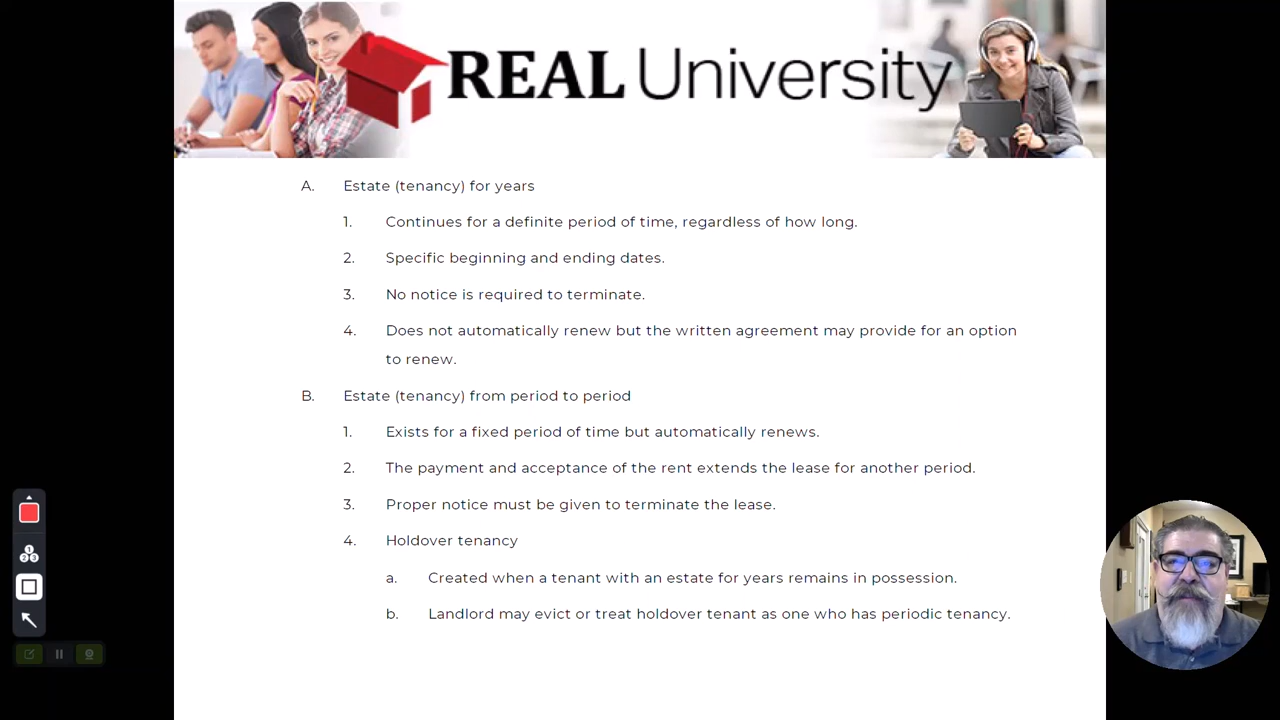 REAL University
A. Estate (tenancy) for years
1. Continues for a definite period of time, regardless of how long.
2. Specific beginning and ending dates.
3. No notice is required to terminate.
4. Does not automatically renew but the written agreement may provide for an option
to renew.
B. Estate (tenancy) from period to period
1. Exists for a fixed period of time but automatically renews.
2. The payment and acceptance of the rent extends the lease for another period.
3. Proper notice must be given to terminate the lease.
4. Holdover tenancy
a. Created when a tenant with an estate for years remains in possession.
b. Landlord may evict or treat holdover tenant as one who has periodic tenancy.